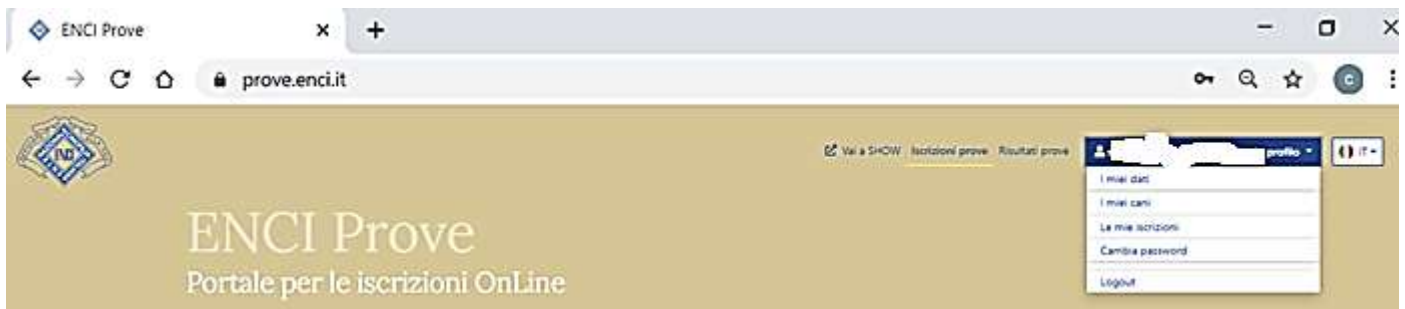 ENCI Prove
prove.enci.it
C
Vai a SHOW Iscrizioni prove Risultati prove profilo IT
I miei dati
I miei cani
Le mie iscrizioni
Cambia password
Logout
ENCI Prove
Portale per le iscrizioni OnLine